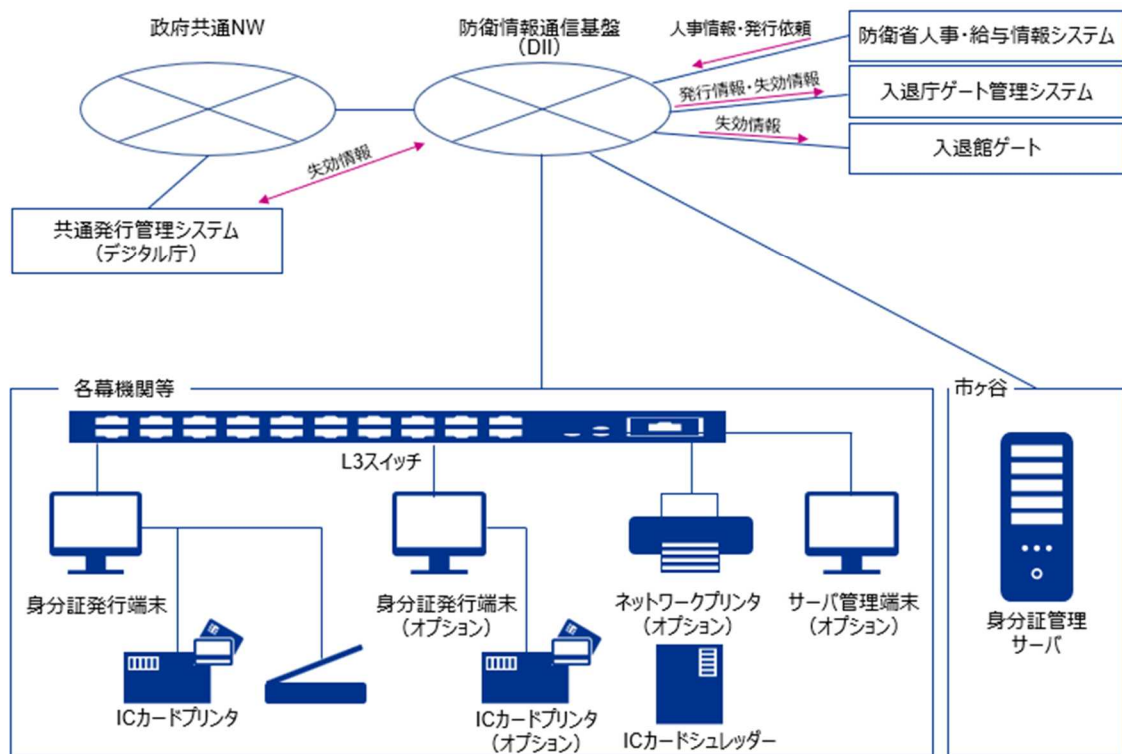 政府共通NW
防衛情報通信基盤
(DII)
人事情報・発行依頼
防衛省人事・給与情報システム
発行情報・失効情報
入退庁ゲート管理システム
失効情報
入退館ゲート
失効情報
共通発行管理システム
(デジタル庁)
各幕機関等
市ヶ谷
L3スイッチ
身分証発行端末
身分証発行端末
(オプション)
ネットワークプリンタ
(オプション)
サーバ管理端末
(オプション)
身分証管理
サーバ
ICカードプリンタ
ICカードプリンタ
(オプション)
ICカードシュレッダー